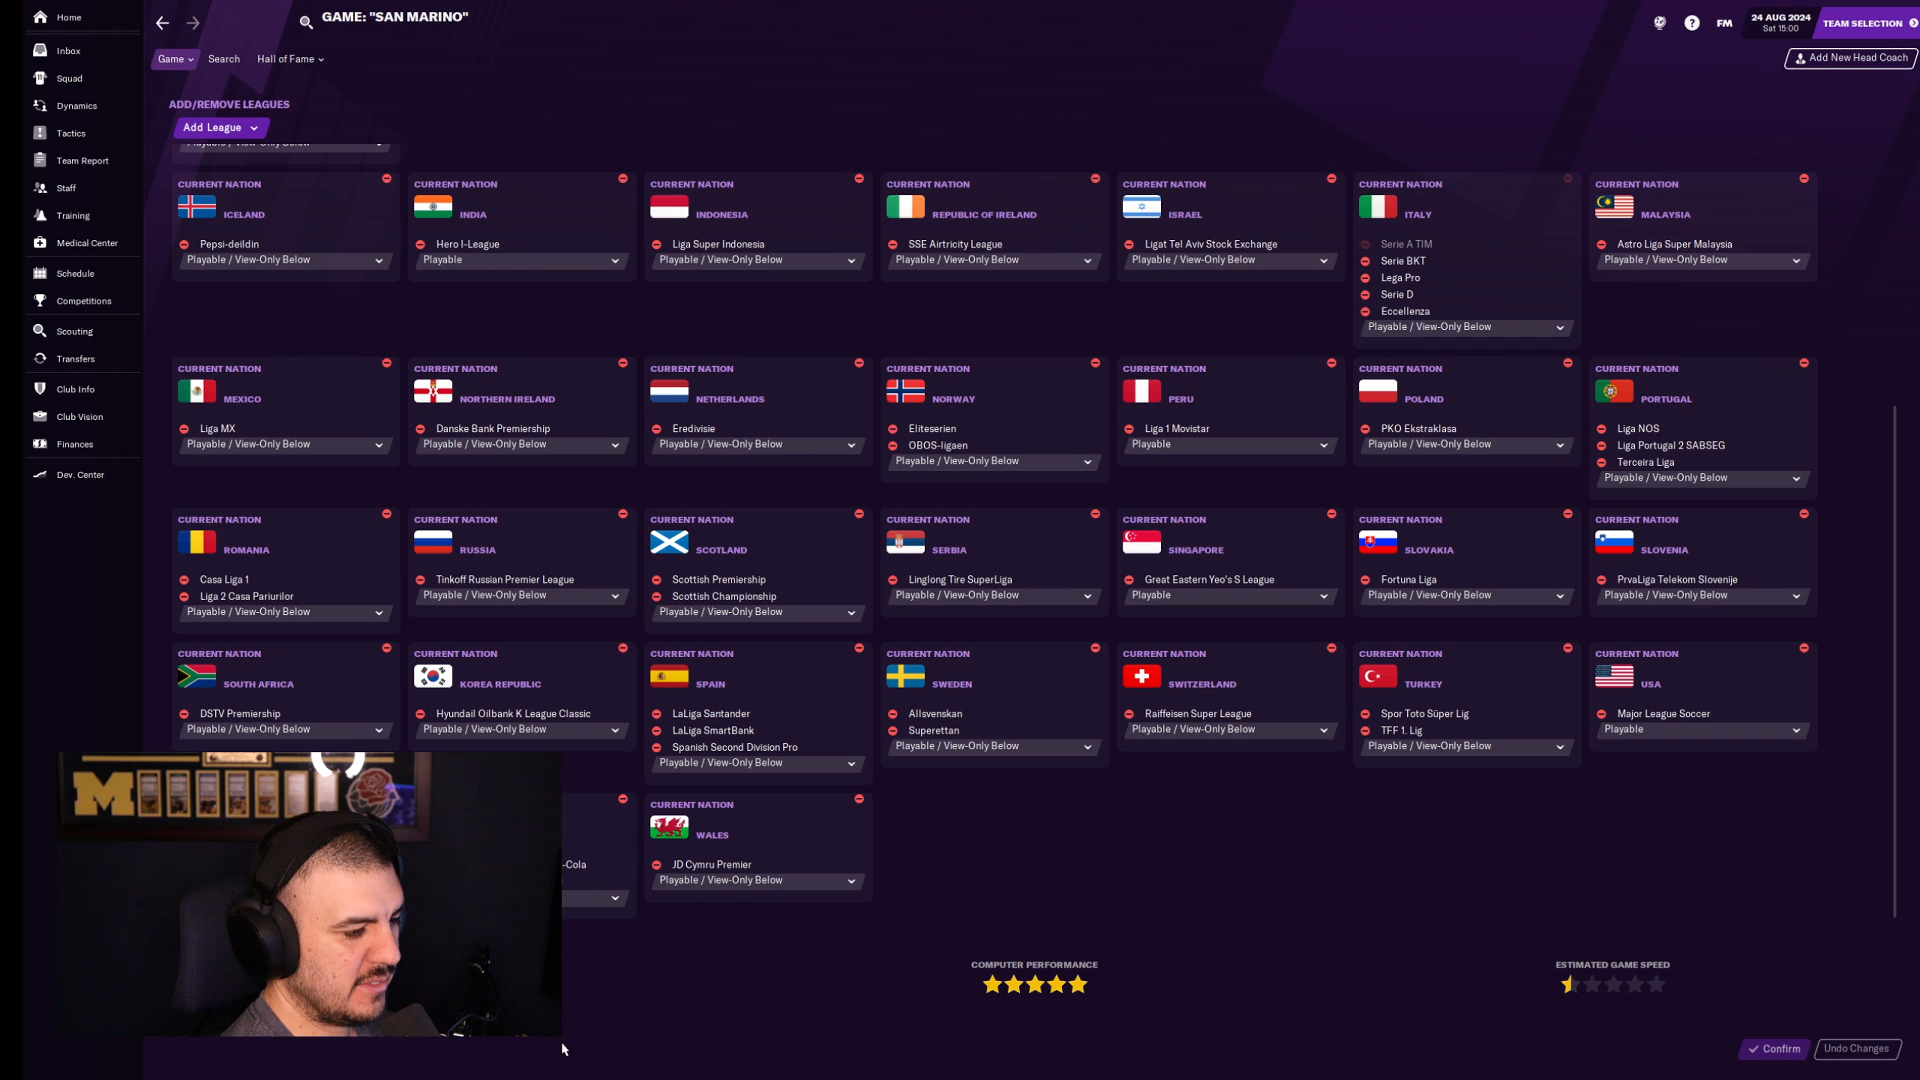 Home
GAME: "SAN MARINO"
FM
24 AUG 2024
Sat 15:00
TEAM SELECTION
Game
Search
Hall of Fame
Add New Head Coach
Inbox
Squad
Dynamics
Tactics
Team Report
Staff
Training
Medical Center
Schedule
Competitions
Scouting
Transfers
Club Info
Club Vision
Finances
Dev. Center
ADD/REMOVE LEAGUES
Add League
Playable / View-Only Below
CURRENT NATION
ICELAND
Pepsi-deildin
Playable / View-Only Below
CURRENT NATION
INDIA
Hero I-League
Playable
CURRENT NATION
INDONESIA
Liga Super Indonesia
Playable / View-Only Below
CURRENT NATION
REPUBLIC OF IRELAND
SSE Airtricity League
Playable / View-Only Below
CURRENT NATION
ISRAEL
Ligat Tel Aviv Stock Exchange
Playable / View-Only Below
CURRENT NATION
ITALY
Serie A TIM
Serie BKT
Lega Pro
Serie D
Eccellenza
Playable / View-Only Below
CURRENT NATION
MALAYSIA
Astro Liga Super Malaysia
Playable / View-Only Below
CURRENT NATION
MEXICO
Liga MX
Playable / View-Only Below
CURRENT NATION
NORTHERN IRELAND
Danske Bank Premiership
Playable / View-Only Below
CURRENT NATION
NETHERLANDS
Eredivisie
Playable / View-Only Below
CURRENT NATION
NORWAY
Eliteserien
OBOS-ligaen
Playable / View-Only Below
CURRENT NATION
PERU
Liga 1 Movistar
Playable
CURRENT NATION
POLAND
PKO Ekstraklasa
Playable / View-Only Below
CURRENT NATION
PORTUGAL
Liga NOS
Liga Portugal 2 SABSEG
Terceira Liga
Playable / View-Only Below
CURRENT NATION
ROMANIA
Casa Liga 1
Liga 2 Casa Pariurilor
Playable / View-Only Below
CURRENT NATION
RUSSIA
Tinkoff Russian Premier League
Playable / View-Only Below
CURRENT NATION
SCOTLAND
Scottish Premiership
Scottish Championship
Playable / View-Only Below
CURRENT NATION
SERBIA
Linglong Tire SuperLiga
Playable / View-Only Below
CURRENT NATION
SINGAPORE
Great Eastern Yeo's S League
Playable
CURRENT NATION
SLOVAKIA
Fortuna Liga
Playable / View-Only Below
CURRENT NATION
SLOVENIA
PrvaLiga Telekom Slovenije
Playable / View-Only Below
CURRENT NATION
SOUTH AFRICA
DSTV Premiership
Playable / View-Only Below
CURRENT NATION
KOREA REPUBLIC
Hyundail Oilbank K League Classic
Playable / View-Only Below
CURRENT NATION
SPAIN
LaLiga Santander
LaLiga SmartBank
Spanish Second Division Pro
Playable / View-Only Below
CURRENT NATION
SWEDEN
Allsvenskan
Superettan
Playable / View-Only Below
CURRENT NATION
SWITZERLAND
Raiffeisen Super League
Playable / View-Only Below
CURRENT NATION
TURKEY
Spor Toto Süper Lig
TFF 1. Lig
Playable / View-Only Below
CURRENT NATION
USA
Major League Soccer
Playable
-Cola
CURRENT NATION
WALES
JD Cymru Premier
Playable / View-Only Below
M
COMPUTER PERFORMANCE
ESTIMATED GAME SPEED
Confirm
Undo Changes